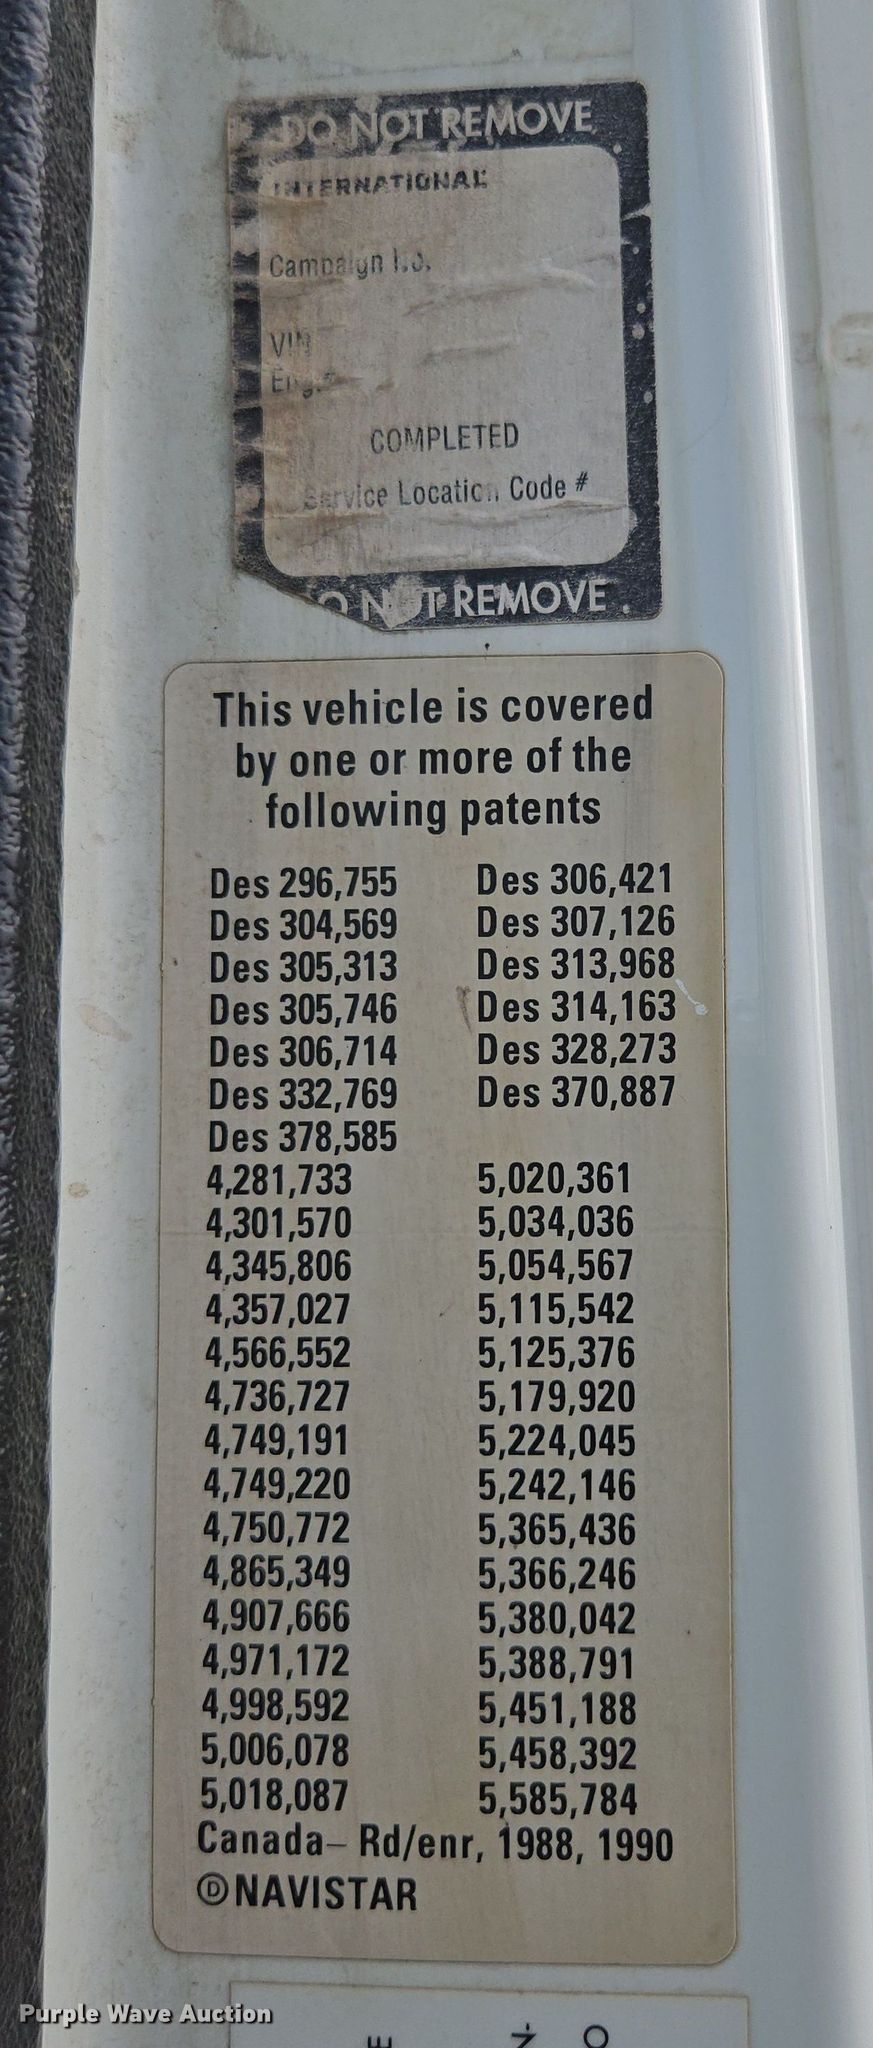 DO NOT REMOVE
INTERNATIONAL
Campaign No.
VIN
Eng.#
COMPLETED
Service Location Code #
DO NOT REMOVE
This vehicle is covered
by one or more of the
following patents
Des 296,755 Des 306,421
Des 304,569 Des 307,126
Des 305,313 Des 313,968
Des 305,746 Des 314,163
Des 306,714 Des 328,273
Des 332,769 Des 370,887
Des 378,585
4,281,733 5,020,361
4,301,570 5,034,036
4,345,806 5,054,567
4,357,027 5,115,542
4,566,552 5,125,376
4,736,727 5,179,920
4,749,191 5,224,045
4,749,220 5,242,146
4,750,772 5,365,436
4,865,349 5,366,246
4,907,666 5,380,042
4,971,172 5,388,791
4,998,592 5,451,188
5,006,078 5,458,392
5,018,087 5,585,784
Canada– Rd/enr, 1988, 1990
Ⓓ NAVISTAR
Purple Wave Auction